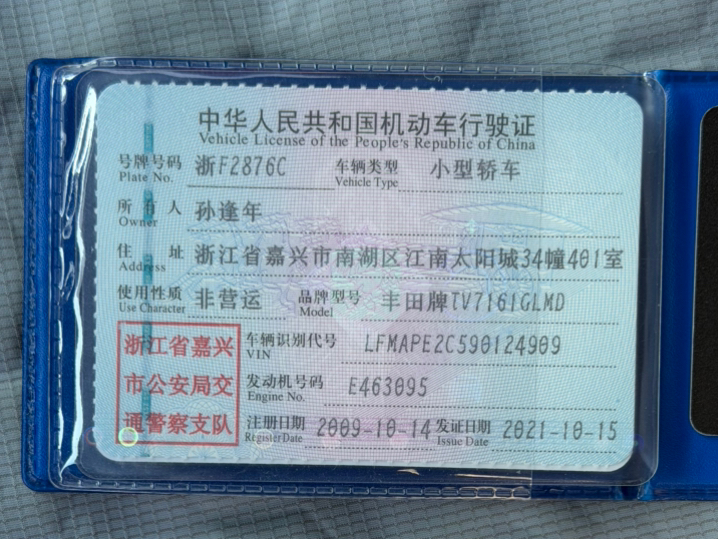 中华人民共和国机动车行驶证
Vehicle License of the People's Republic of China
号牌号码 浙F2876C 车辆类型 小型轿车
Plate No. Vehicle Type
所有人 孙逢年
Owner
住址 浙江省嘉兴市南湖区江南太阳城34幢401室
Address
使用性质 非营运 品牌型号 丰田牌TV7161GLMD
Use Character Model
浙江省嘉兴 车辆识别代号 LFMAPE2C590124909
VIN
市公安局交 发动机号码 E463095
Engine No.
通警察支队 注册日期 2009-10-14 发证日期 2021-10-15
Register Date Issue Date